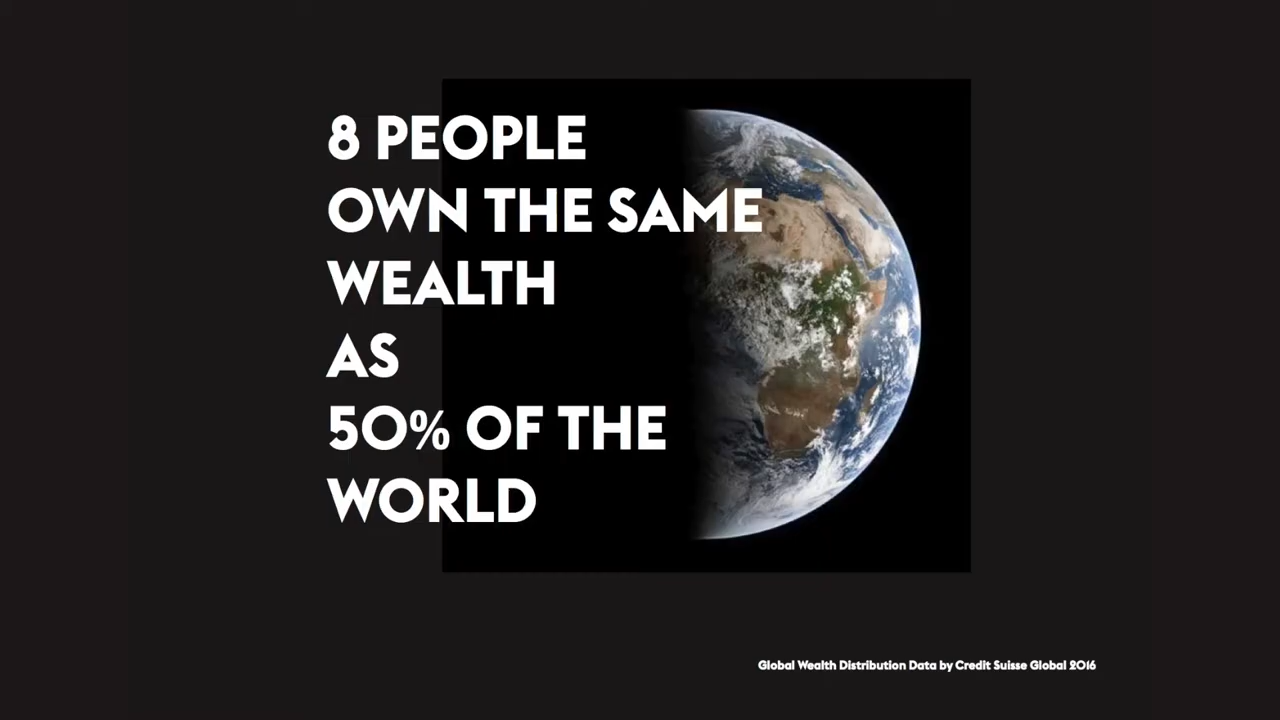 8 PEOPLE
OWN THE SAME
WEALTH
AS
50% OF THE
WORLD
Global Wealth Distribution Data by Credit Suisse Global 2016